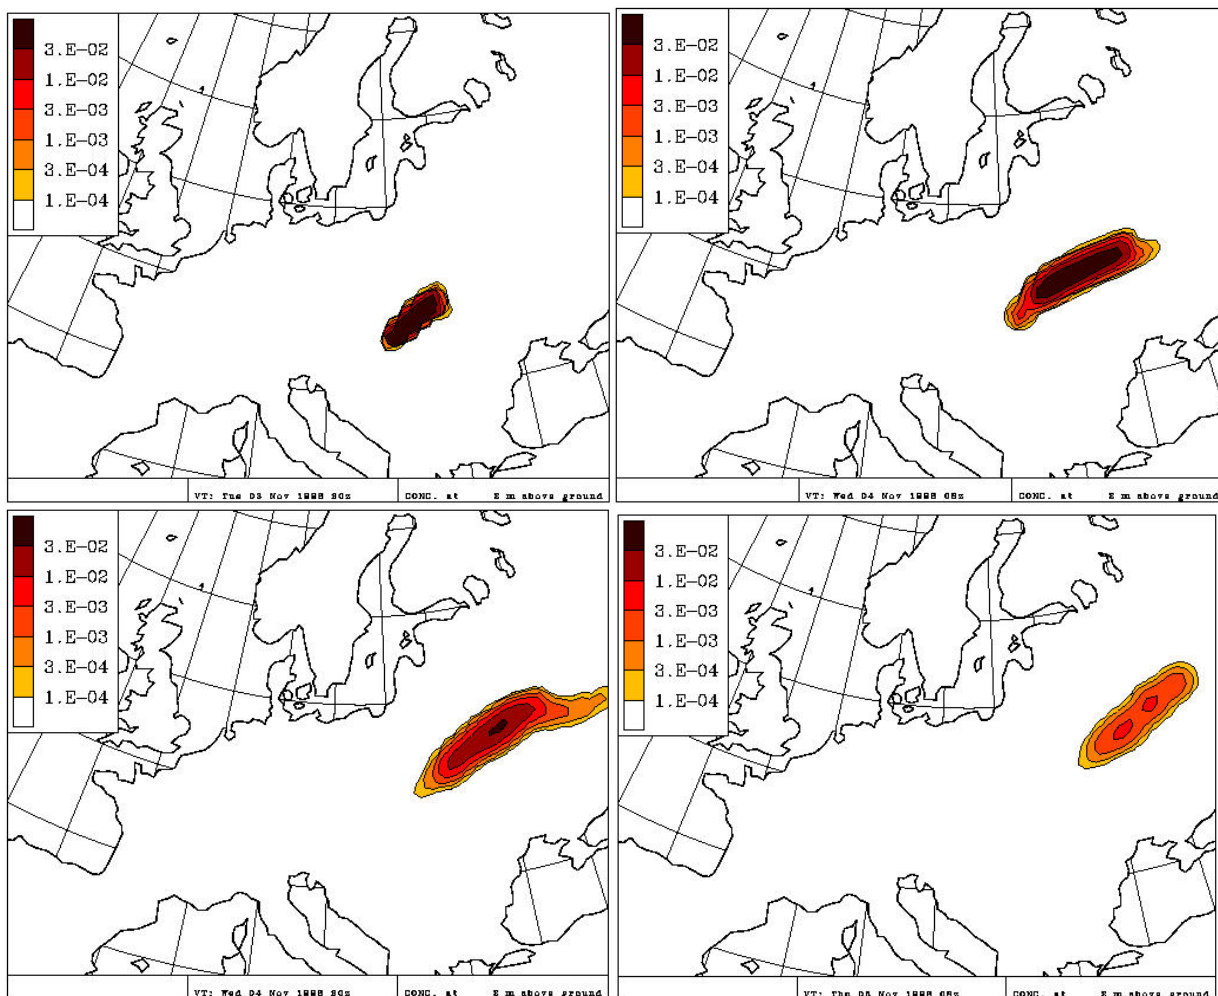 3.E-02
1.E-02
3.E-03
1.E-03
3.E-04
1.E-04
VT: Tue 03 Nov
CONC. at m above ground
3.E-02
1.E-02
3.E-03
1.E-03
3.E-04
1.E-04
VT: Wed 04 Nov
CONC. at m above ground
3.E-02
1.E-02
3.E-03
1.E-03
3.E-04
1.E-04
VT: Wed 04 Nov
CONC. at m above ground
3.E-02
1.E-02
3.E-03
1.E-03
3.E-04
1.E-04
VT: Thu 05 Nov
CONC. at m above ground